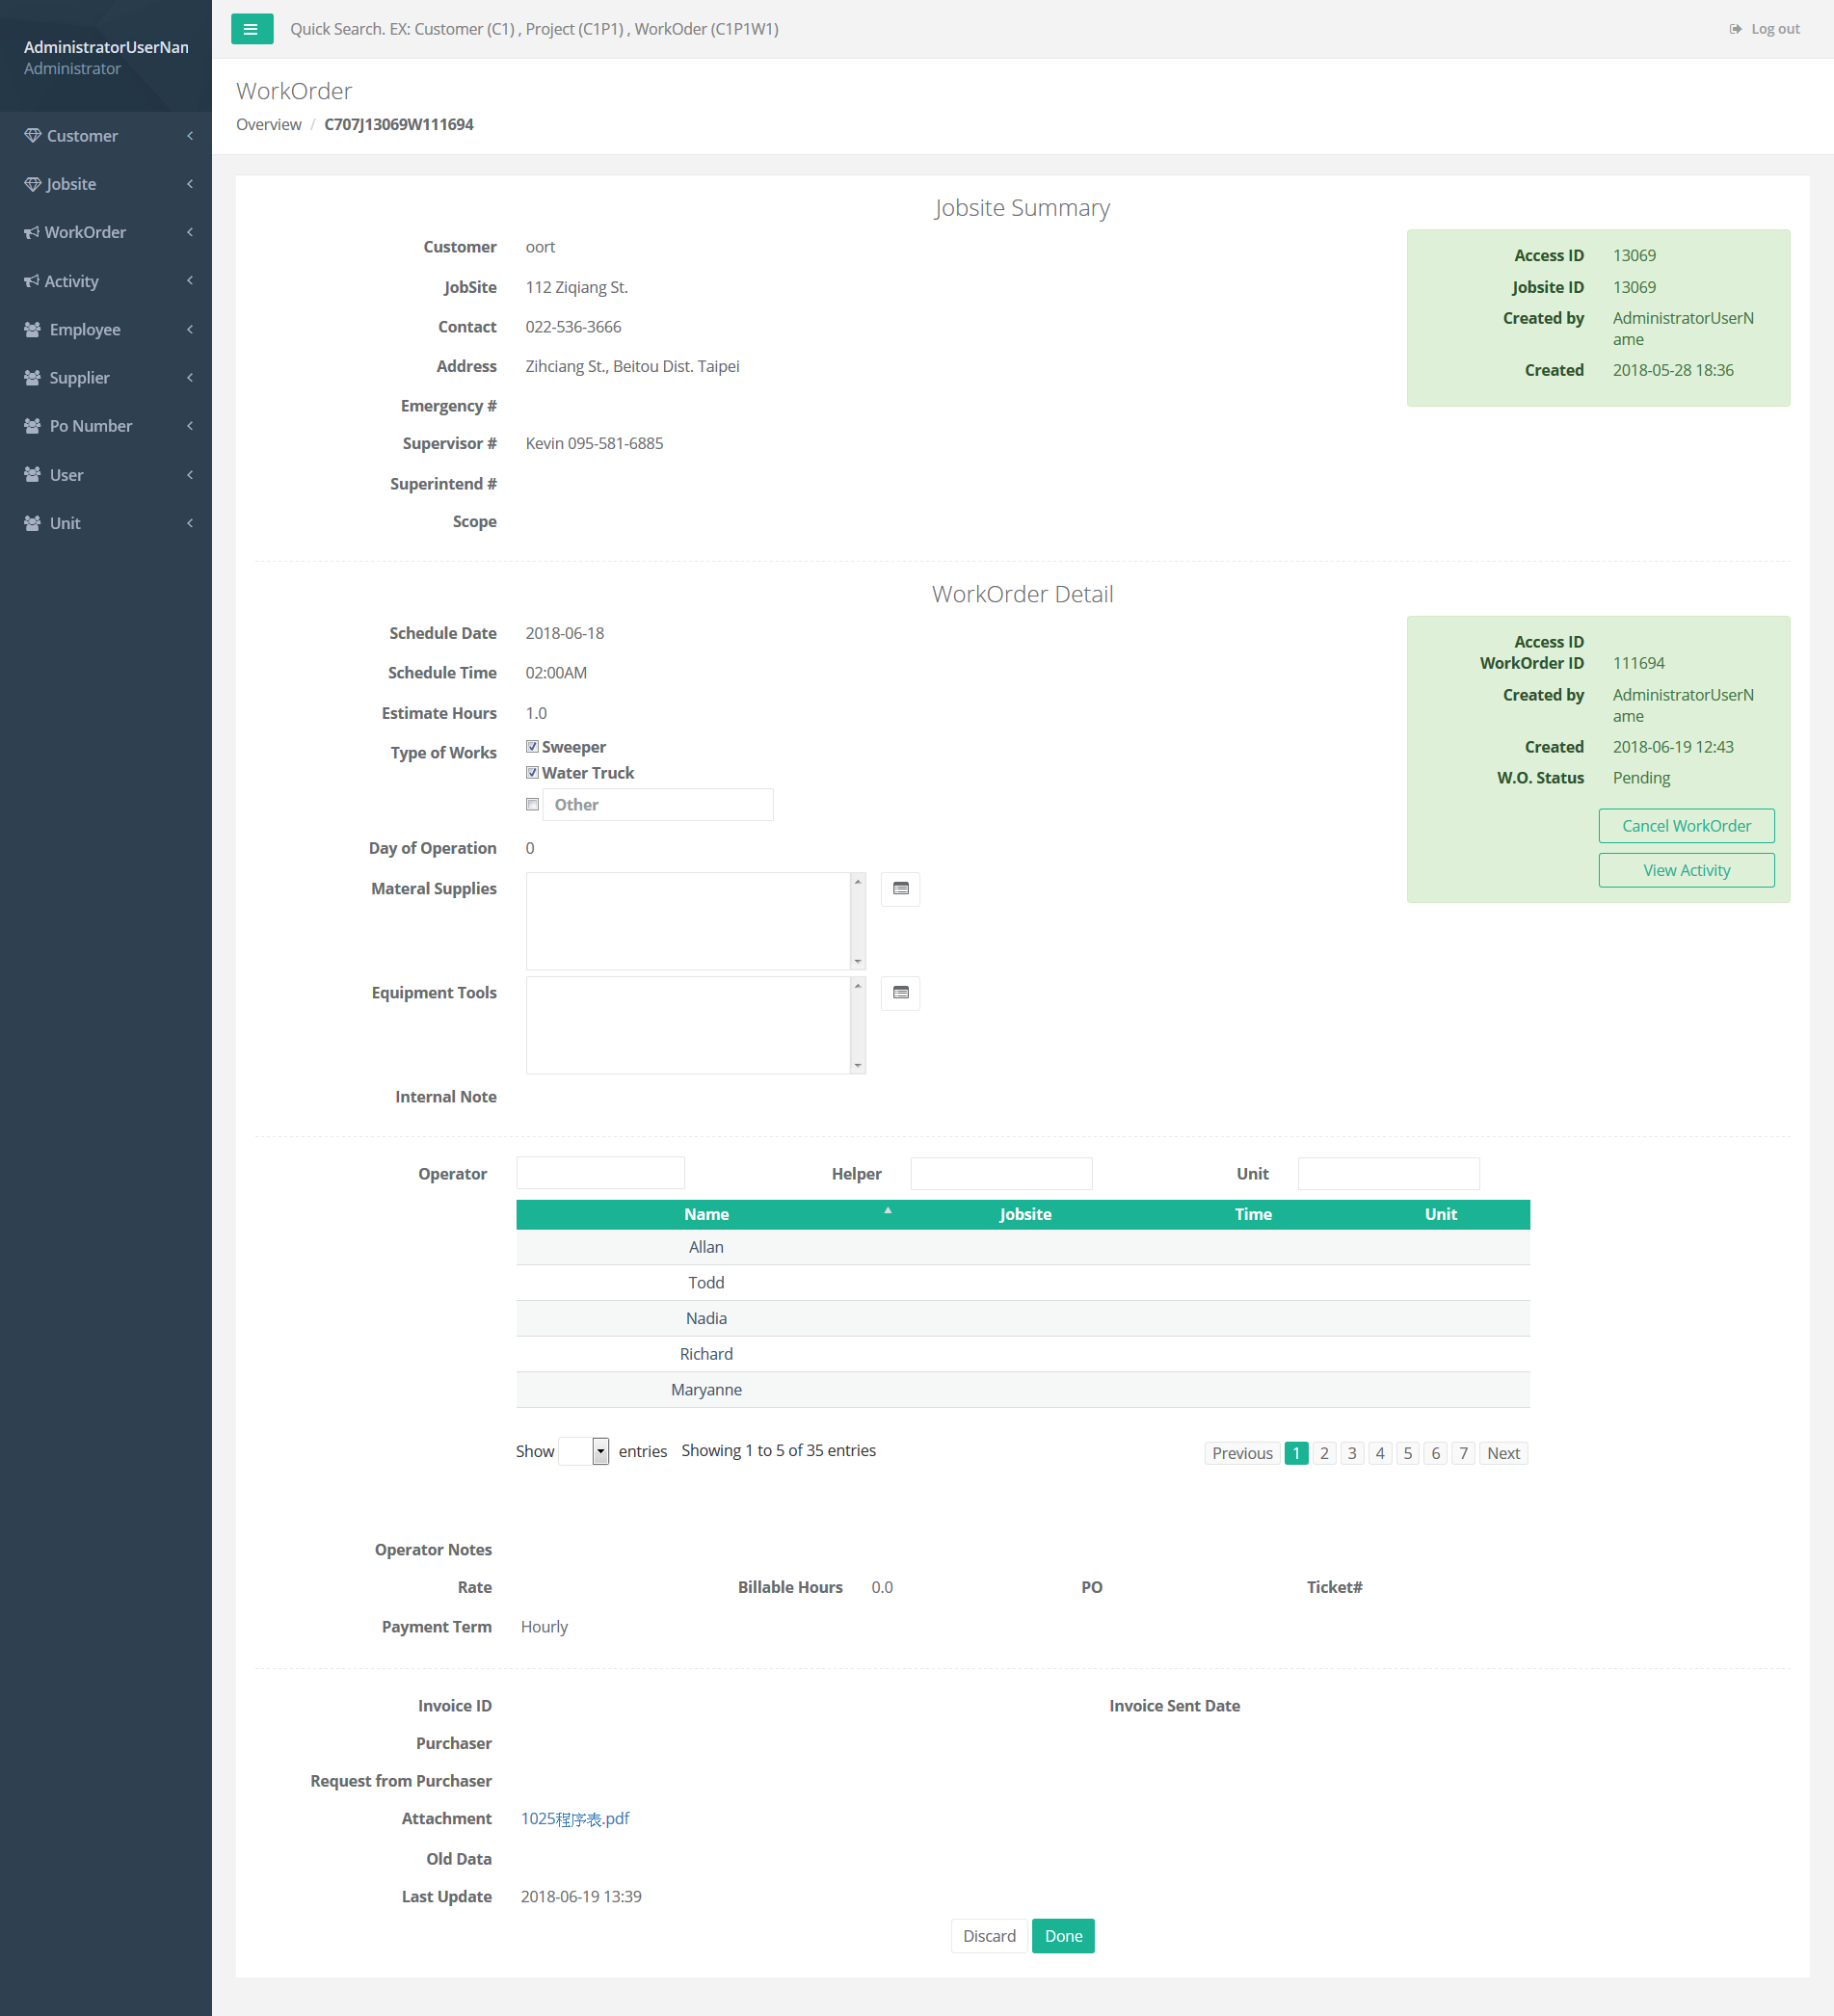 AdministratorUserNan
Administrator
Customer
Jobsite
WorkOrder
Activity
Employee
Supplier
Po Number
User
Unit
Quick Search. EX: Customer (C1) , Project (C1P1) , WorkOder (C1P1W1)
Log out
WorkOrder
Overview / C707J13069W111694
Jobsite Summary
Customer oort
JobSite 112 Ziqiang St.
Contact 022-536-3666
Address Zihciang St., Beitou Dist. Taipei
Emergency #
Supervisor # Kevin 095-581-6885
Superintend #
Scope
Access ID 13069
Jobsite ID 13069
Created by AdministratorUserN
ame
Created 2018-05-28 18:36
WorkOrder Detail
Schedule Date 2018-06-18
Schedule Time 02:00AM
Estimate Hours 1.0
Type of Works Sweeper
Water Truck
Other
Day of Operation 0
Materal Supplies
Equipment Tools
Internal Note
Access ID
WorkOrder ID 111694
Created by AdministratorUserN
ame
Created 2018-06-19 12:43
W.O. Status Pending
Cancel WorkOrder
View Activity
Operator Helper Unit
Name Jobsite Time Unit
Allan
Todd
Nadia
Richard
Maryanne
Show entries Showing 1 to 5 of 35 entries Previous 1 2 3 4 5 6 7 Next
Operator Notes
Rate Billable Hours 0.0 PO Ticket#
Payment Term Hourly
Invoice ID Invoice Sent Date
Purchaser
Request from Purchaser
Attachment 1025程序表.pdf
Old Data
Last Update 2018-06-19 13:39
Discard Done